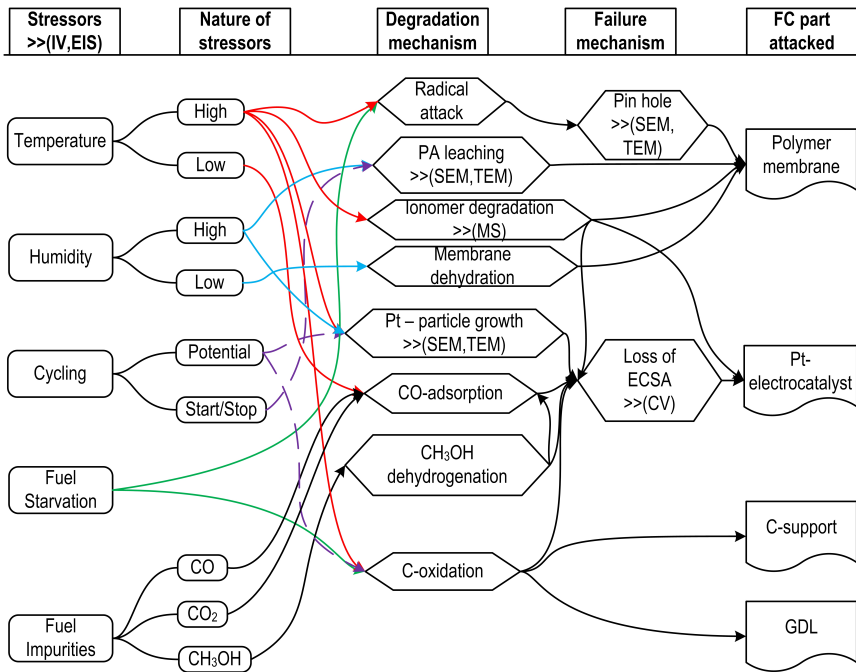 Stressors
>>(IV,EIS)
Nature of
stressors
Degradation
mechanism
Failure
mechanism
FC part
attacked
Temperature
High
Low
Radical
attack
Pin hole
>>(SEM,
TEM)
Polymer
membrane
PA leaching
>>(SEM,TEM)
Ionomer degradation
>>(MS)
Humidity
High
Low
Membrane
dehydration
Cycling
Potential
Start/Stop
Pt – particle growth
>>(SEM,TEM)
Loss of
ECSA
>>(CV)
Pt-
electrocatalyst
CO-adsorption
CH₃OH
dehydrogenation
Fuel
Starvation
C-support
C-oxidation
Fuel
Impurities
CO
CO₂
CH₃OH
GDL